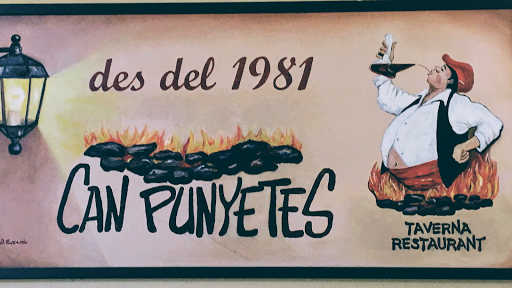 des del 1981
CAN PUNYETES
TAVERNA
RESTAURANT